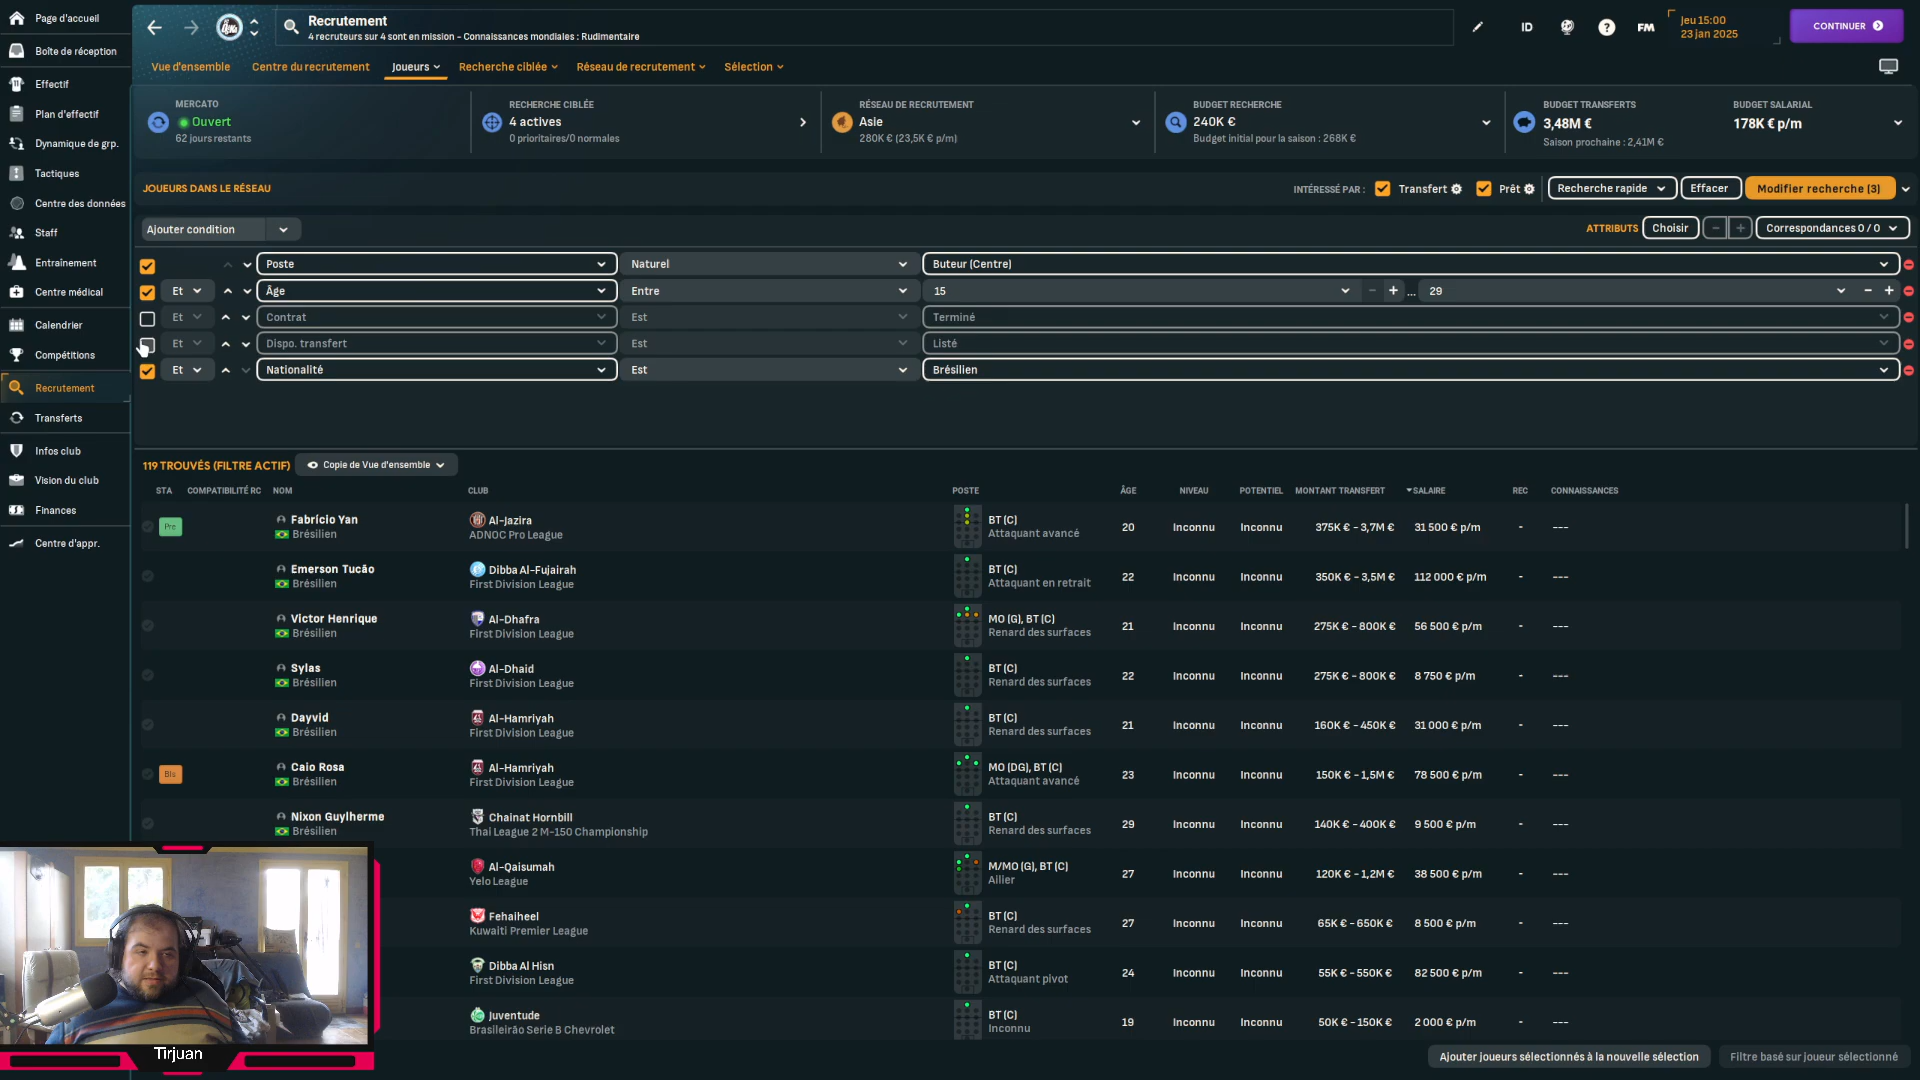 Page d'accueil
Boîte de réception
Effectif
Plan d'effectif
Dynamique de grp.
Tactiques
Centre des données
Staff
Entraînement
Centre médical
Calendrier
Compétitions
Recrutement
Transferts
Infos club
Vision du club
Finances
Centre d'appr.
Recrutement
4 recruteurs sur 4 sont en mission - Connaissances mondiales : Rudimentaire
ID
FM
Jeu 15:00
23 jan 2025
CONTINUER
Vue d'ensemble Centre du recrutement Joueurs Recherche ciblée Réseau de recrutement Sélection
MERCATO
Ouvert
62 jours restants
RECHERCHE CIBLÉE
4 actives
0 prioritaires/0 normales
RÉSEAU DE RECRUTEMENT
Asie
280K € (23,5K € p/m)
BUDGET RECHERCHE
240K €
Budget initial pour la saison : 268K €
BUDGET TRANSFERTS
3,48M €
Saison prochaine : 2,41M €
BUDGET SALARIAL
178K € p/m
JOUEURS DANS LE RÉSEAU
INTÉRESSÉ PAR : Transfert Prêt Recherche rapide Effacer Modifier recherche (3)
Ajouter condition
ATTRIBUTS Choisir - + Correspondances 0 / 0
Poste Naturel Buteur (Centre)
Et Âge Entre 15 - + ... 29 - +
Et Contrat Est Terminé
Et Dispo. transfert Est Listé
Et Nationalité Est Brésilien
119 TROUVÉS (FILTRE ACTIF) Copie de Vue d'ensemble
STA COMPATIBILITÉ RC NOM CLUB POSTE ÂGE NIVEAU POTENTIEL MONTANT TRANSFERT SALAIRE REC CONNAISSANCES
Pre Fabrício Yan Al-Jazira BT (C) 20 Inconnu Inconnu 375K € - 3,7M € 31 500 € p/m - ---
Brésilien ADNOC Pro League Attaquant avancé
Emerson Tucão Dibba Al-Fujairah BT (C) 22 Inconnu Inconnu 350K € - 3,5M € 112 000 € p/m - ---
Brésilien First Division League Attaquant en retrait
Victor Henrique Al-Dhafra MO (G), BT (C) 21 Inconnu Inconnu 275K € - 800K € 56 500 € p/m - ---
Brésilien First Division League Renard des surfaces
Sylas Al-Dhaid BT (C) 22 Inconnu Inconnu 275K € - 800K € 8 750 € p/m - ---
Brésilien First Division League Renard des surfaces
Dayvid Al-Hamriyah BT (C) 21 Inconnu Inconnu 160K € - 450K € 31 000 € p/m - ---
Brésilien First Division League Renard des surfaces
Bls Caio Rosa Al-Hamriyah MO (DG), BT (C) 23 Inconnu Inconnu 150K € - 1,5M € 78 500 € p/m - ---
Brésilien First Division League Attaquant avancé
Nixon Guylherme Chainat Hornbill BT (C) 29 Inconnu Inconnu 140K € - 400K € 9 500 € p/m - ---
Brésilien Thai League 2 M-150 Championship Renard des surfaces
Al-Qaisumah M/MO (G), BT (C) 27 Inconnu Inconnu 120K € - 1,2M € 38 500 € p/m - ---
Yelo League Ailier
Fehaiheel BT (C) 27 Inconnu Inconnu 65K € - 650K € 8 500 € p/m - ---
Kuwaiti Premier League Renard des surfaces
Dibba Al Hisn BT (C) 24 Inconnu Inconnu 55K € - 550K € 82 500 € p/m - ---
First Division League Attaquant pivot
Juventude BT (C) 19 Inconnu Inconnu 50K € - 150K € 2 000 € p/m - ---
Brasileirão Serie B Chevrolet Inconnu
Tirjuan
Ajouter joueurs sélectionnés à la nouvelle sélection Filtre basé sur joueur sélectionné